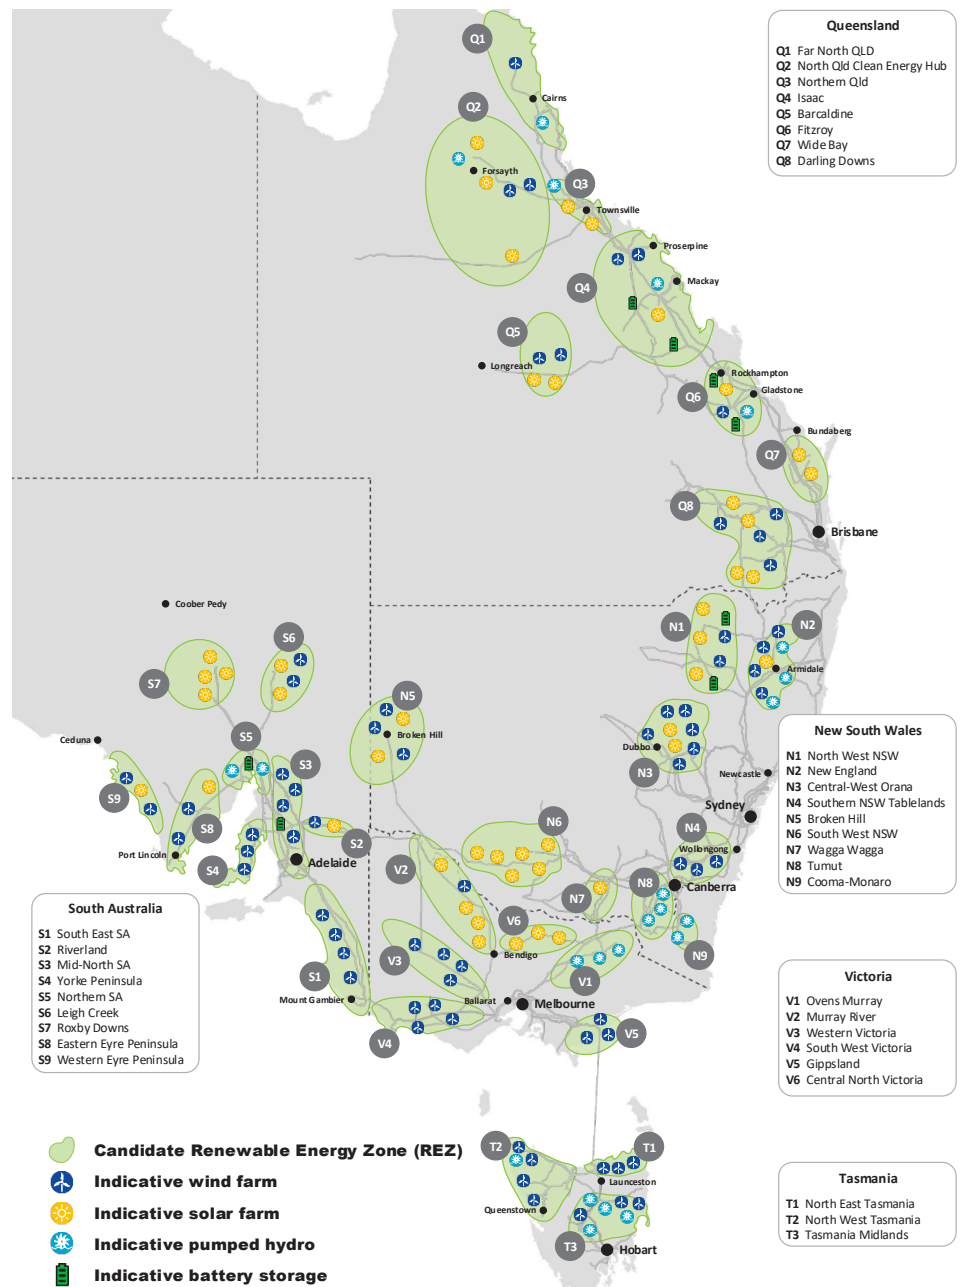 Queensland
Q1 Far North QLD
Q2 North Qld Clean Energy Hub
Q3 Northern Qld
Q4 Isaac
Q5 Barcaldine
Q6 Fitzroy
Q7 Wide Bay
Q8 Darling Downs
Q1
Cairns
Q2
Forsayth
Q3
Townsville
Proserpine
Mackay
Q4
Q5
Longreach
Rockhampton
Gladstone
Q6
Bundaberg
Q7
Q8
Brisbane
Coober Pedy
N1
N2
S6
Armidale
S7
N5
Broken Hill
Ceduna
S5
Dubbo
N3
S3
Newcastle
S9
Sydney
S8
N6
N4
S2
Wollongong
Port Lincoln
Adelaide
S4
V2
N8
Canberra
N7
V6
N9
Bendigo
V3
S1
V1
Mount Gambier
Ballarat
Melbourne
V4
V5
New South Wales
N1 North West NSW
N2 New England
N3 Central-West Orana
N4 Southern NSW Tablelands
N5 Broken Hill
N6 South West NSW
N7 Wagga Wagga
N8 Tumut
N9 Cooma-Monaro
South Australia
S1 South East SA
S2 Riverland
S3 Mid-North SA
S4 Yorke Peninsula
S5 Northern SA
S6 Leigh Creek
S7 Roxby Downs
S8 Eastern Eyre Peninsula
S9 Western Eyre Peninsula
Victoria
V1 Ovens Murray
V2 Murray River
V3 Western Victoria
V4 South West Victoria
V5 Gippsland
V6 Central North Victoria
T2
T1
Launceston
Queenstown
T3
Hobart
Tasmania
T1 North East Tasmania
T2 North West Tasmania
T3 Tasmania Midlands
Candidate Renewable Energy Zone (REZ)
Indicative wind farm
Indicative solar farm
Indicative pumped hydro
Indicative battery storage